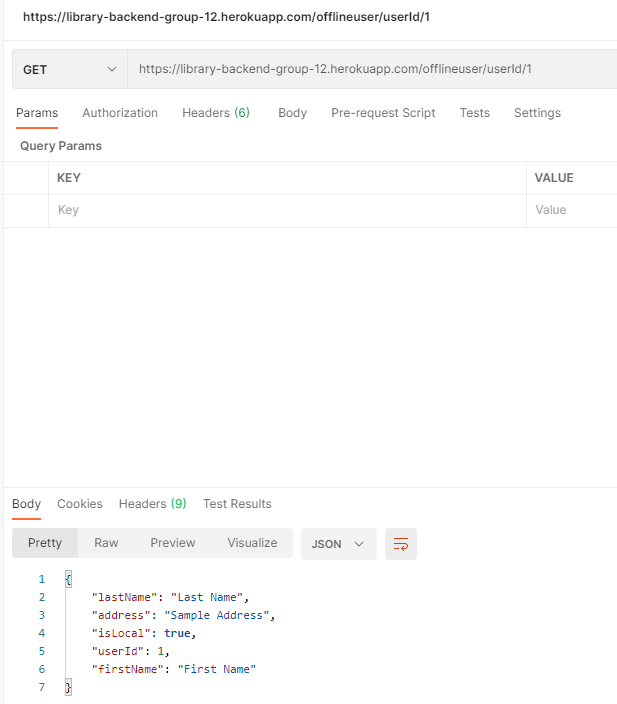 https://library-backend-group-12.herokuapp.com/offlineuser/userId/1
GET https://library-backend-group-12.herokuapp.com/offlineuser/userId/1
Params Authorization Headers (6) Body Pre-request Script Tests Settings
Query Params
KEY VALUE
Key Value
Body Cookies Headers (9) Test Results
Pretty Raw Preview Visualize JSON
1 {
2 "lastName": "Last Name",
3 "address": "Sample Address",
4 "isLocal": true,
5 "userId": 1,
6 "firstName": "First Name"
7 }